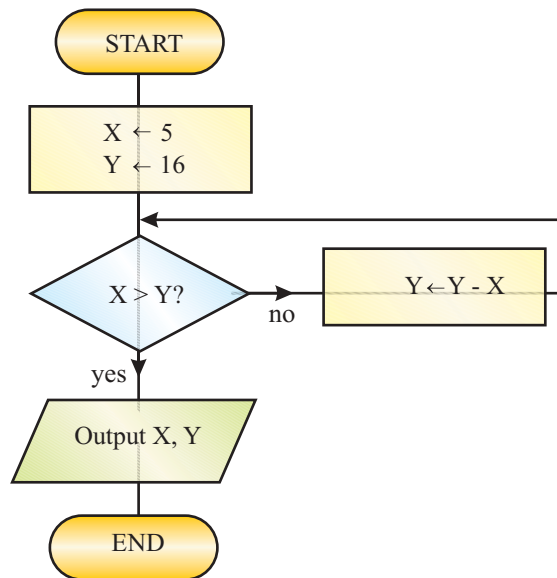 START
X ← 5
Y ← 16
X > Y?
no
Y←Y - X
yes
Output X, Y
END